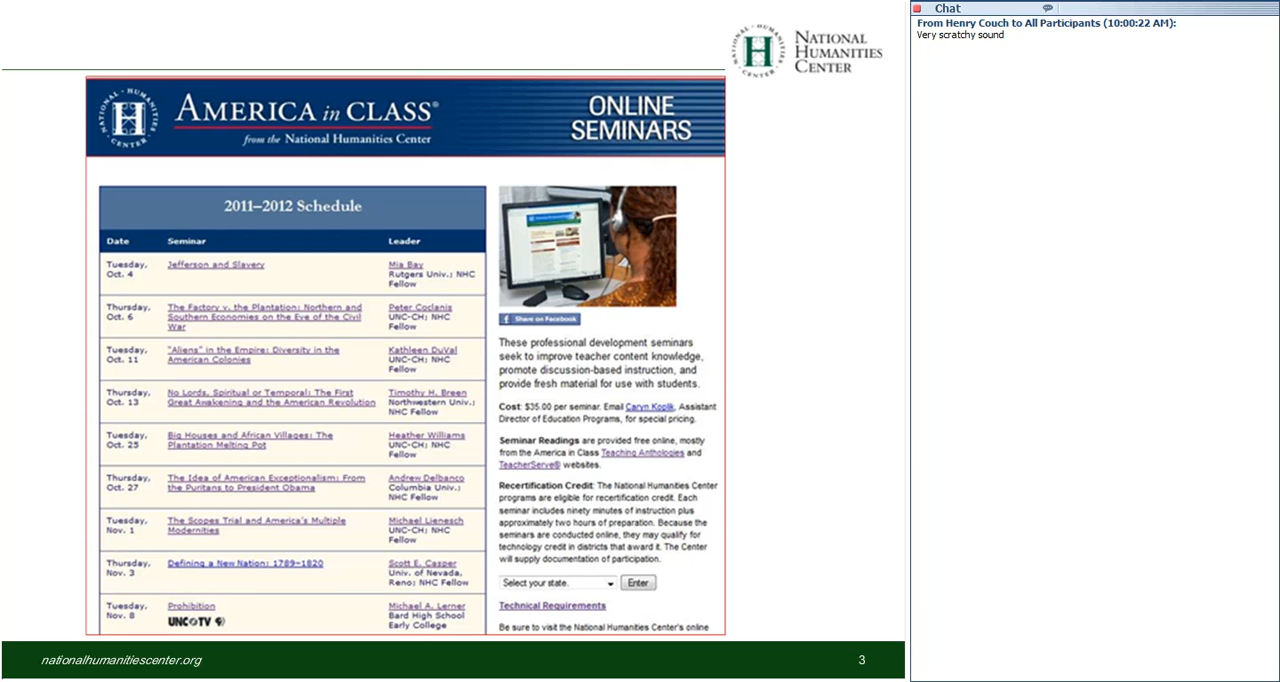 NATIONAL
HUMANITIES
CENTER
AMERICA in CLASS®
from the National Humanities Center
ONLINE
SEMINARS
2011–2012 Schedule
Date Seminar Leader
Tuesday, Oct. 4 Jefferson and Slavery Mia Bay
Rutgers Univ.; NHC
Fellow
Thursday, Oct. 6 The Factory v. the Plantation: Northern and Peter Coclanis
Southern Economies on the Eve of the Civil UNC-CH; NHC
War Fellow
Tuesday, Oct. 11 "Aliens" in the Empire: Diversity in the Kathleen DuVal
American Colonies UNC-CH; NHC
Fellow
Thursday, Oct. 13 No Lords, Spiritual or Temporal: The First Timothy H. Breen
Great Awakening and the American Revolution Northwestern Univ.;
NHC Fellow
Tuesday, Oct. 25 Big Houses and African Villages: The Heather Williams
Plantation Melting Pot UNC-CH; NHC
Fellow
Thursday, Oct. 27 The Idea of American Exceptionalism: From Andrew Delbanco
the Puritans to President Obama Columbia Univ.;
NHC Fellow
Tuesday, Nov. 1 The Scopes Trial and America's Multiple Michael Lienesch
Modernities UNC-CH; NHC
Fellow
Thursday, Nov. 3 Defining a New Nation: 1789–1820 Scott E. Casper
Univ. of Nevada,
Reno; NHC Fellow
Tuesday, Nov. 8 Prohibition Michael A. Lerner
UNC TV Bard High School
Early College
Share on Facebook
These professional development seminars
seek to improve teacher content knowledge,
promote discussion-based instruction, and
provide fresh material for use with students.
Cost: $35.00 per seminar. Email Caryn Koplik, Assistant
Director of Education Programs, for special pricing.
Seminar Readings are provided free online, mostly
from the America in Class Teaching Anthologies and
TeacherServe® websites.
Recertification Credit: The National Humanities Center
programs are eligible for recertification credit. Each
seminar includes ninety minutes of instruction plus
approximately two hours of preparation. Because the
seminars are conducted online, they may qualify for
technology credit in districts that award it. The Center
will supply documentation of participation.
Select your state. Enter
Technical Requirements
Be sure to visit the National Humanities Center's online
nationalhumanitiescenter.org
3
Chat
From Henry Couch to All Participants (10:00:22 AM):
Very scratchy sound